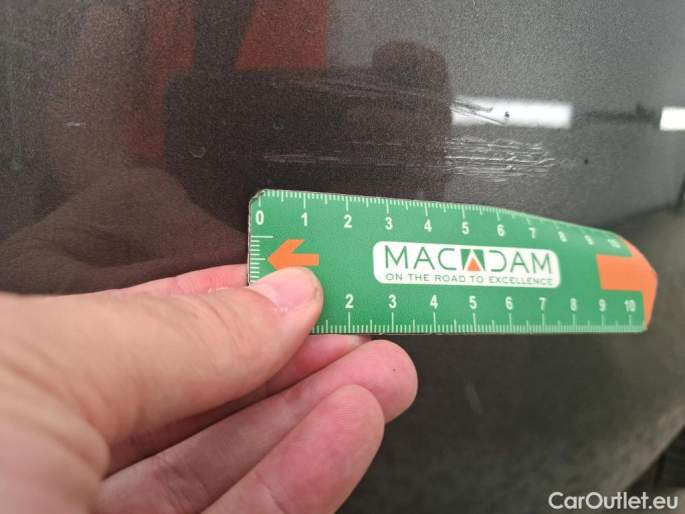 0 1 2 3 4 5 6 7 8 9 10
MACADAM
ON THE ROAD TO EXCELLENCE
2 3 4 5 6 7 8 9 10
CarOutlet.eu